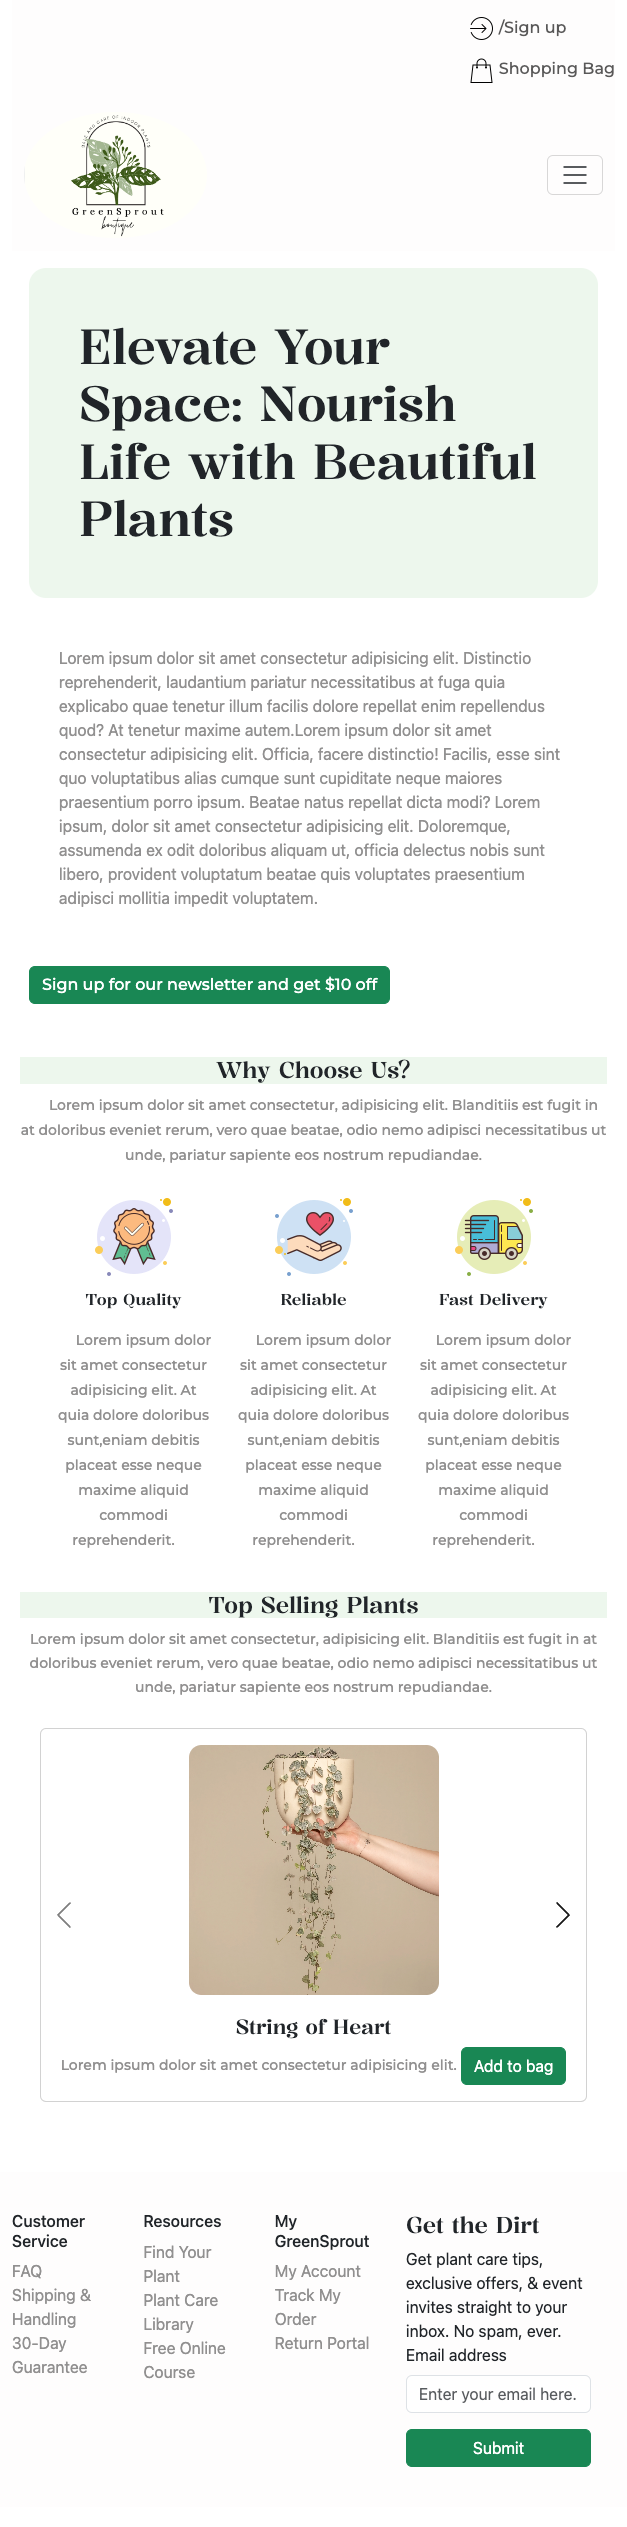 /Sign up
Shopping Bag
SALE AND CARE OF INDOOR PLANTS
GreenSprout
boutique
Elevate Your
Space: Nourish
Life with Beautiful
Plants
Lorem ipsum dolor sit amet consectetur adipisicing elit. Distinctio
reprehenderit, laudantium pariatur necessitatibus at fuga quia
explicabo quae tenetur illum facilis dolore repellat enim repellendus
quod? At tenetur maxime autem.Lorem ipsum dolor sit amet
consectetur adipisicing elit. Officia, facere distinctio! Facilis, esse sint
quo voluptatibus alias cumque sunt cupiditate neque maiores
praesentium porro ipsum. Beatae natus repellat dicta modi? Lorem
ipsum, dolor sit amet consectetur adipisicing elit. Doloremque,
assumenda ex odit doloribus aliquam ut, officia delectus nobis sunt
libero, provident voluptatum beatae quis voluptates praesentium
adipisci mollitia impedit voluptatem.
Sign up for our newsletter and get $10 off
Why Choose Us?
Lorem ipsum dolor sit amet consectetur, adipisicing elit. Blanditiis est fugit in
at doloribus eveniet rerum, vero quae beatae, odio nemo adipisci necessitatibus ut
unde, pariatur sapiente eos nostrum repudiandae.
Top Quality
Lorem ipsum dolor
sit amet consectetur
adipisicing elit. At
quia dolore doloribus
sunt,eniam debitis
placeat esse neque
maxime aliquid
commodi
reprehenderit.
Reliable
Lorem ipsum dolor
sit amet consectetur
adipisicing elit. At
quia dolore doloribus
sunt,eniam debitis
placeat esse neque
maxime aliquid
commodi
reprehenderit.
Fast Delivery
Lorem ipsum dolor
sit amet consectetur
adipisicing elit. At
quia dolore doloribus
sunt,eniam debitis
placeat esse neque
maxime aliquid
commodi
reprehenderit.
Top Selling Plants
Lorem ipsum dolor sit amet consectetur, adipisicing elit. Blanditiis est fugit in at
doloribus eveniet rerum, vero quae beatae, odio nemo adipisci necessitatibus ut
unde, pariatur sapiente eos nostrum repudiandae.
String of Heart
Lorem ipsum dolor sit amet consectetur adipisicing elit.
Add to bag
Customer
Service
FAQ
Shipping &
Handling
30-Day
Guarantee
Resources
Find Your
Plant
Plant Care
Library
Free Online
Course
My
GreenSprout
My Account
Track My
Order
Return Portal
Get the Dirt
Get plant care tips,
exclusive offers, & event
invites straight to your
inbox. No spam, ever.
Email address
Enter your email here.
Submit